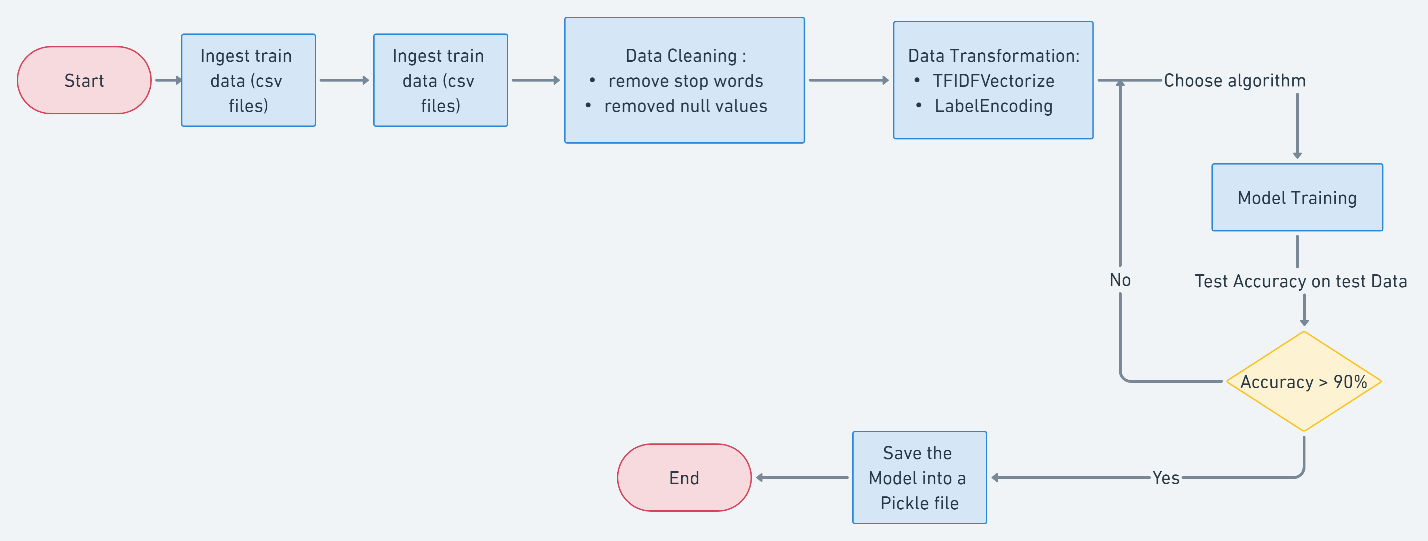 Start
Ingest train
data (csv
files)
Ingest train
data (csv
files)
Data Cleaning :
• remove stop words
• removed null values
Data Transformation:
• TFIDFVectorize
• LabelEncoding
Choose algorithm
Model Training
No
Test Accuracy on test Data
Accuracy > 90%
Yes
Save the
Model into a
Pickle file
End